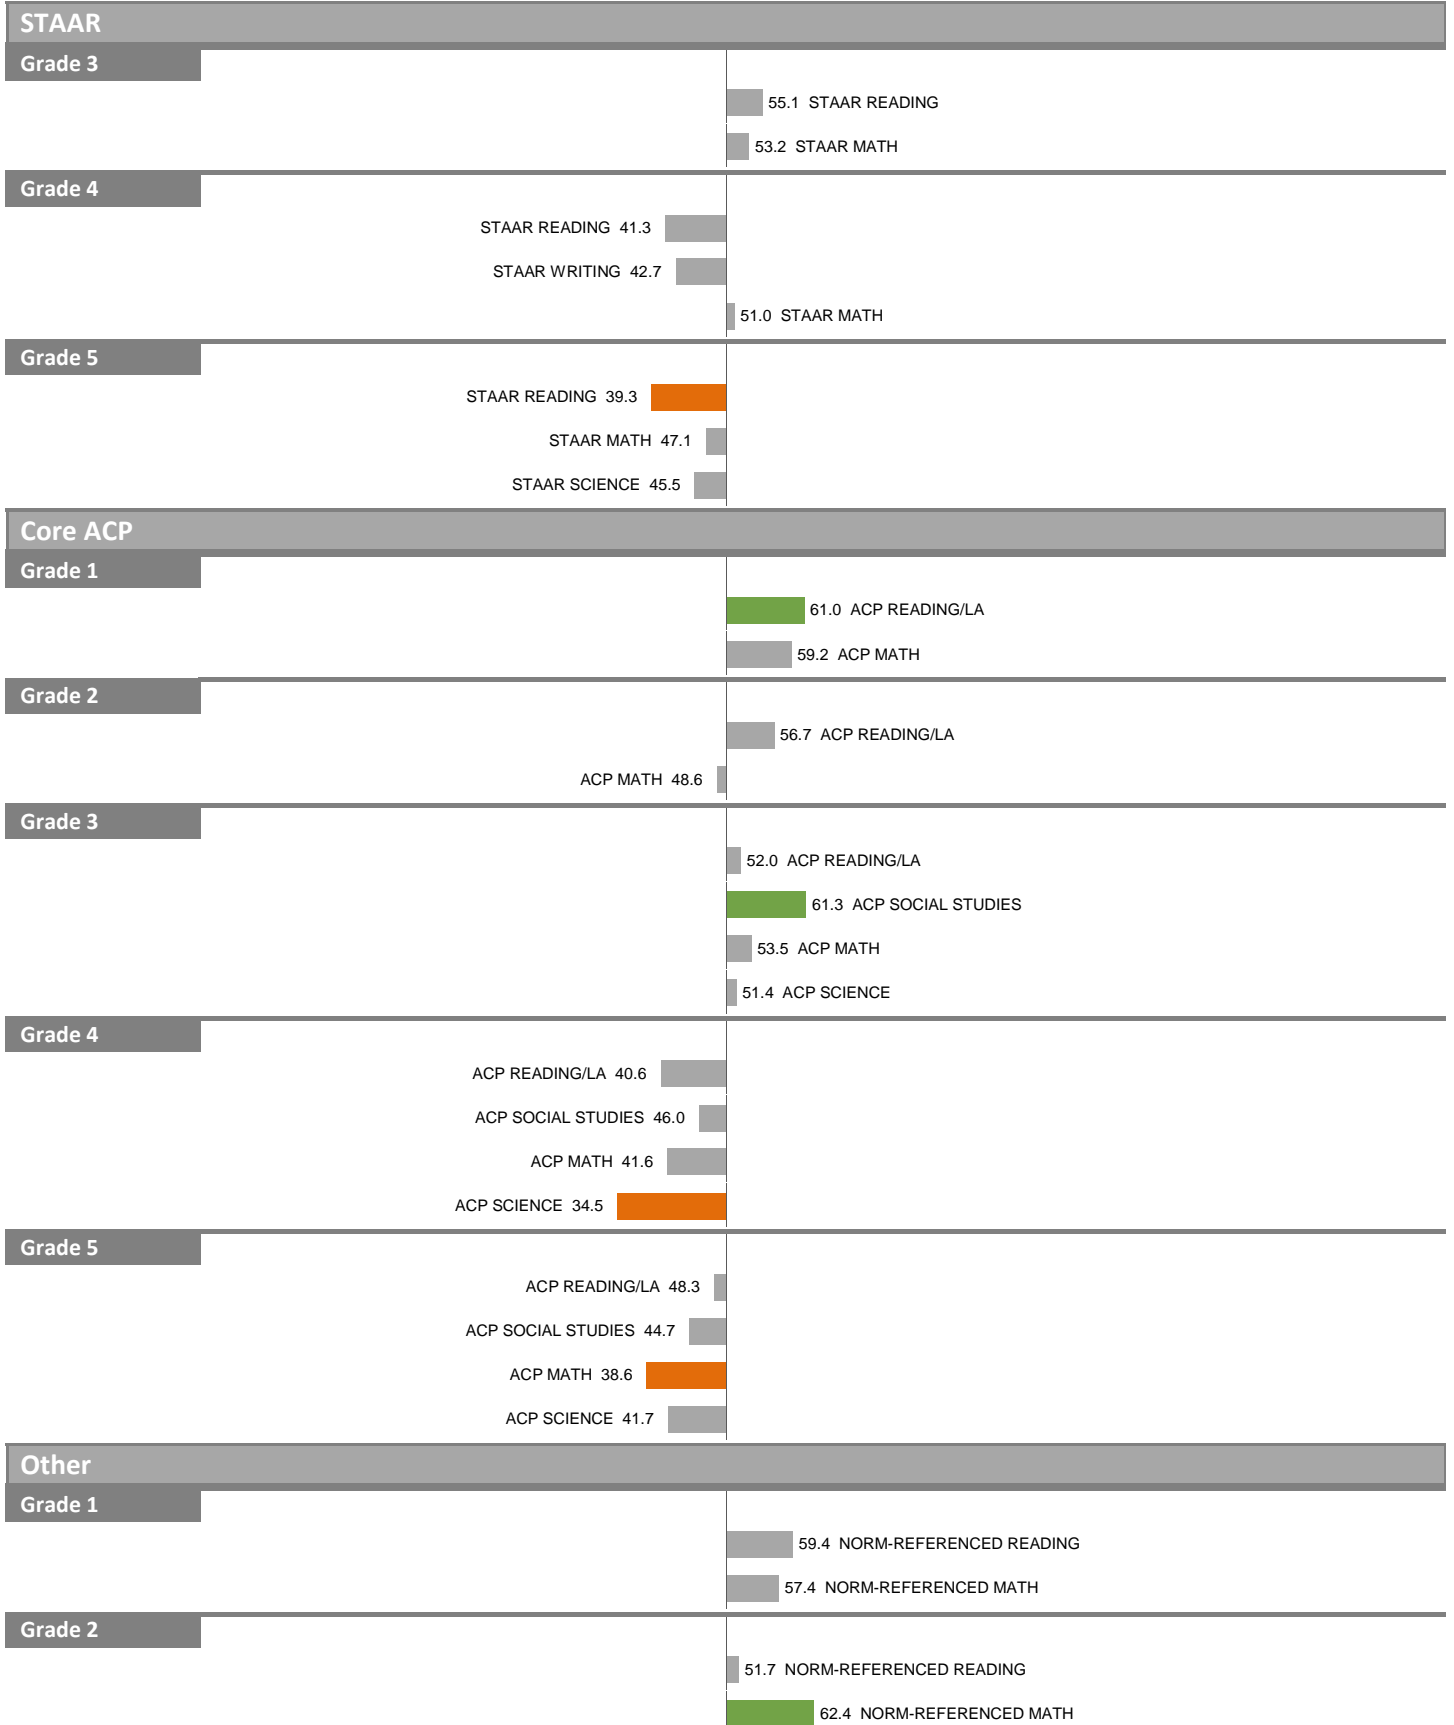 STAAR
Grade 3
55.1 STAAR READING
53.2 STAAR MATH
Grade 4
STAAR READING 41.3
STAAR WRITING 42.7
51.0 STAAR MATH
Grade 5
STAAR READING 39.3
STAAR MATH 47.1
STAAR SCIENCE 45.5
Core ACP
Grade 1
61.0 ACP READING/LA
59.2 ACP MATH
Grade 2
56.7 ACP READING/LA
ACP MATH 48.6
Grade 3
52.0 ACP READING/LA
61.3 ACP SOCIAL STUDIES
53.5 ACP MATH
51.4 ACP SCIENCE
Grade 4
ACP READING/LA 40.6
ACP SOCIAL STUDIES 46.0
ACP MATH 41.6
ACP SCIENCE 34.5
Grade 5
ACP READING/LA 48.3
ACP SOCIAL STUDIES 44.7
ACP MATH 38.6
ACP SCIENCE 41.7
Other
Grade 1
59.4 NORM-REFERENCED READING
57.4 NORM-REFERENCED MATH
Grade 2
51.7 NORM-REFERENCED READING
62.4 NORM-REFERENCED MATH